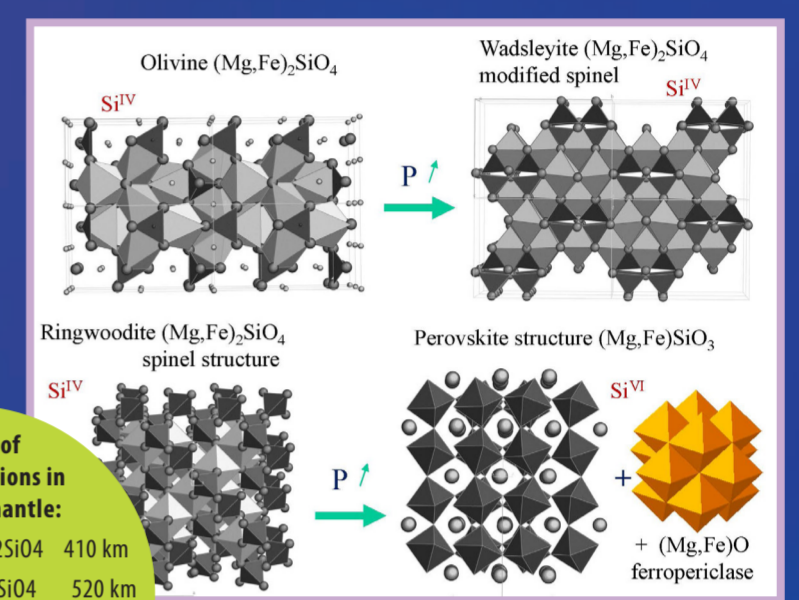 Olivine (Mg,Fe)₂SiO₄
Siᴵⱽ
Wadsleyite (Mg,Fe)₂SiO₄
modified spinel
Siᴵⱽ
P
Ringwoodite (Mg,Fe)₂SiO₄
spinel structure
Siᴵⱽ
P
Perovskite structure (Mg,Fe)SiO₃
Siⱽᴵ
+
+ (Mg,Fe)O
ferropericlase
of
ions in
antle:
2SiO4 410 km
SiO4 520 km